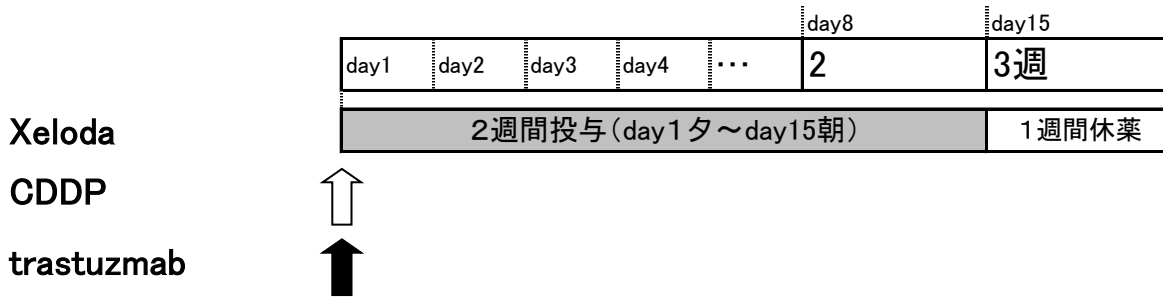 day8 day15
day1 day2 day3 day4 ・・・ 2 3週
Xeloda ２週間投与（day１夕～day15朝） １週間休薬
CDDP
trastuzmab